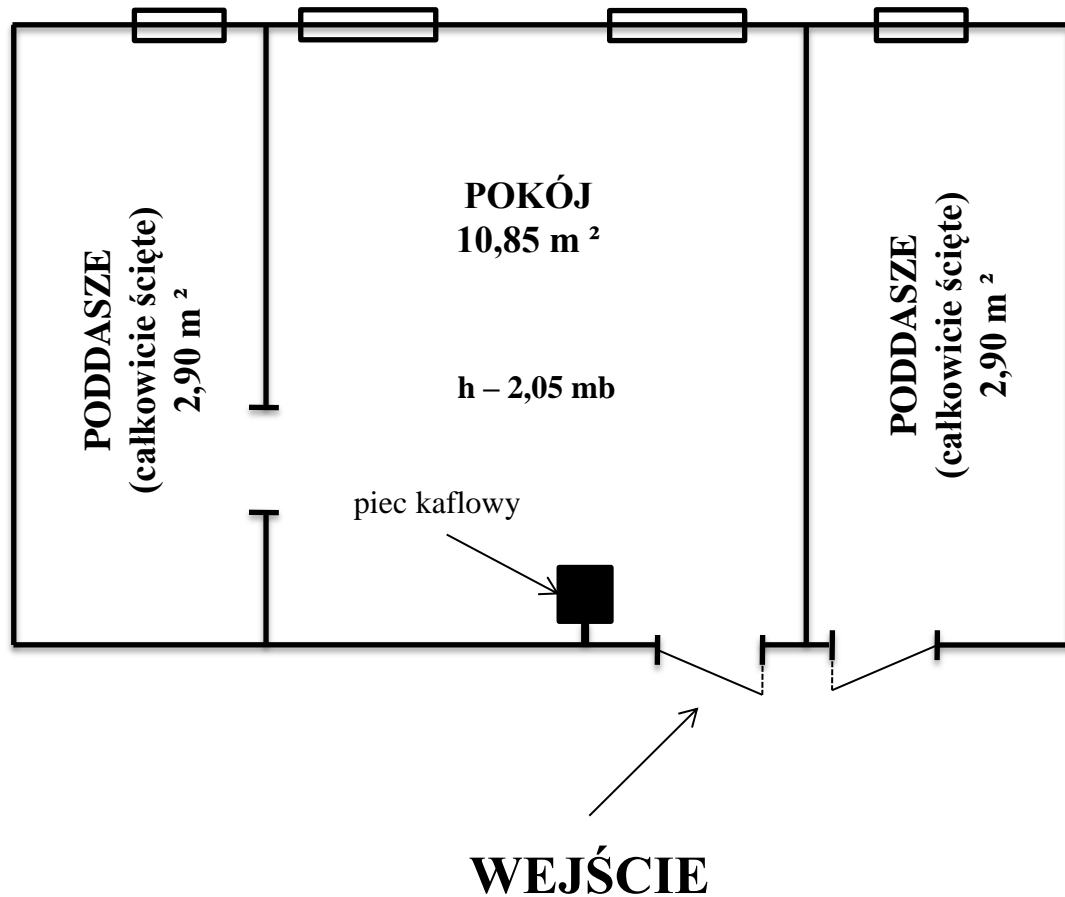 PODDASZE
(całkowicie ścięte)
2,90 m ²
POKÓJ
10,85 m ²
h – 2,05 mb
piec kaflowy
PODDASZE
(całkowicie ścięte)
2,90 m ²
WEJŚCIE